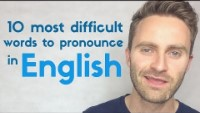 10 most difficult
words to pronounce
in English